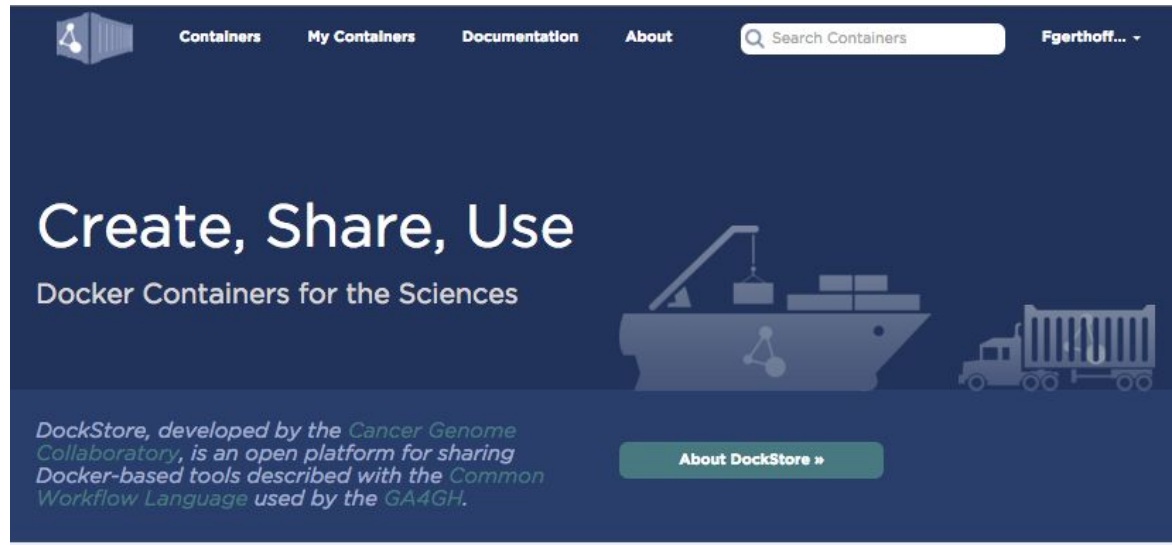 Containers My Containers Documentation About Search Containers Fgerthoff...
Create, Share, Use
Docker Containers for the Sciences
DockStore, developed by the Cancer Genome
Collaboratory, is an open platform for sharing
Docker-based tools described with the Common
Workflow Language used by the GA4GH.
About DockStore »